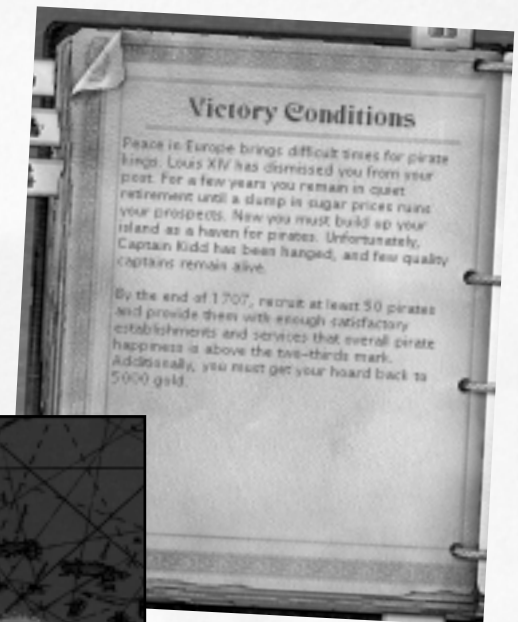 Victory Conditions
Peace in Europe brings difficult times for pirate
kings. Louis XIV has dismissed you from your
post. For a few years you remain in quiet
retirement until a slump in sugar prices ruins
your prospects. Now you must build up your
island as a haven for pirates. Unfortunately,
Captain Kidd has been hanged, and few quality
captains remain alive.
By the end of 1707, recruit at least 50 pirates
and provide them with enough satisfactory
establishments and services that overall pirate
happiness is above the two-thirds mark.
Additionally, you must get your hoard back to
5000 gold.